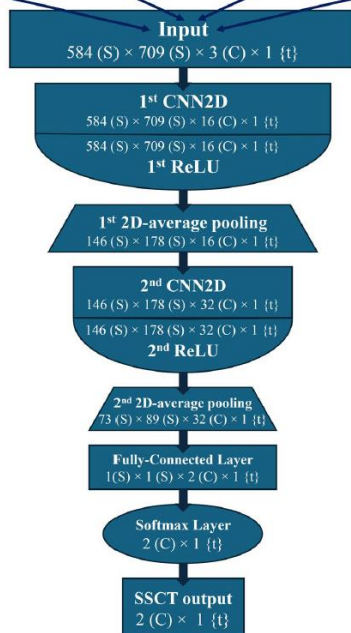 Input
584 (S) × 709 (S) × 3 (C) × 1 {t}
1st CNN2D
584 (S) × 709 (S) × 16 (C) × 1 {t}
584 (S) × 709 (S) × 16 (C) × 1 {t}
1st ReLU
1st 2D-average pooling
146 (S) × 178 (S) × 16 (C) × 1 {t}
2nd CNN2D
146 (S) × 178 (S) × 32 (C) × 1 {t}
146 (S) × 178 (S) × 32 (C) × 1 {t}
2nd ReLU
2nd 2D-average pooling
73 (S) × 89 (S) × 32 (C) × 1 {t}
Fully-Connected Layer
1(S) × 1 (S) × 2 (C) × 1 {t}
Softmax Layer
2 (C) × 1 {t}
SSCT output
2 (C) × 1 {t}